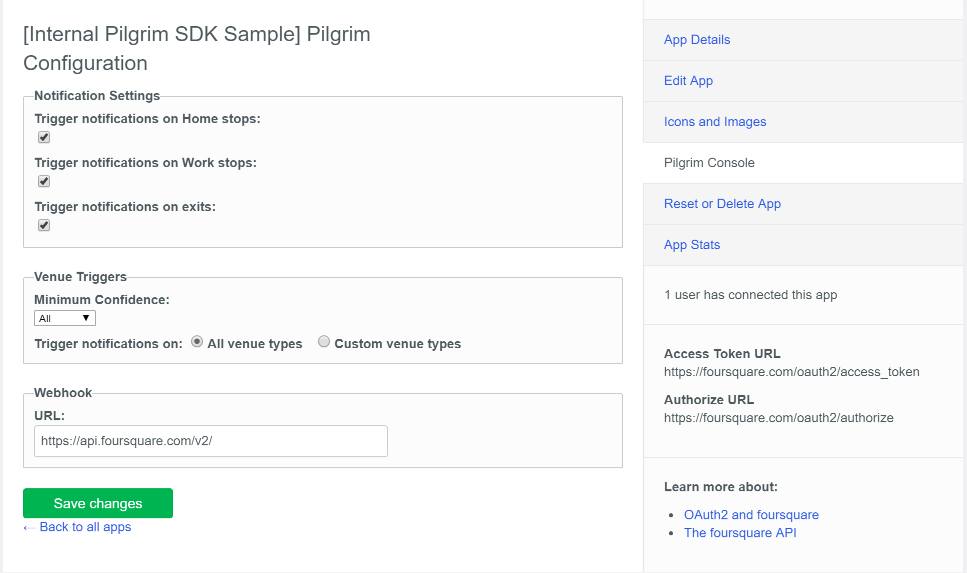 [Internal Pilgrim SDK Sample] Pilgrim
Configuration
Notification Settings
Trigger notifications on Home stops:
Trigger notifications on Work stops:
Trigger notifications on exits:
Venue Triggers
Minimum Confidence:
All
Trigger notifications on: All venue types Custom venue types
Webhook
URL:
https://api.foursquare.com/v2/
Save changes
← Back to all apps
App Details
Edit App
Icons and Images
Pilgrim Console
Reset or Delete App
App Stats
1 user has connected this app
Access Token URL
https://foursquare.com/oauth2/access_token
Authorize URL
https://foursquare.com/oauth2/authorize
Learn more about:
• OAuth2 and foursquare
• The foursquare API